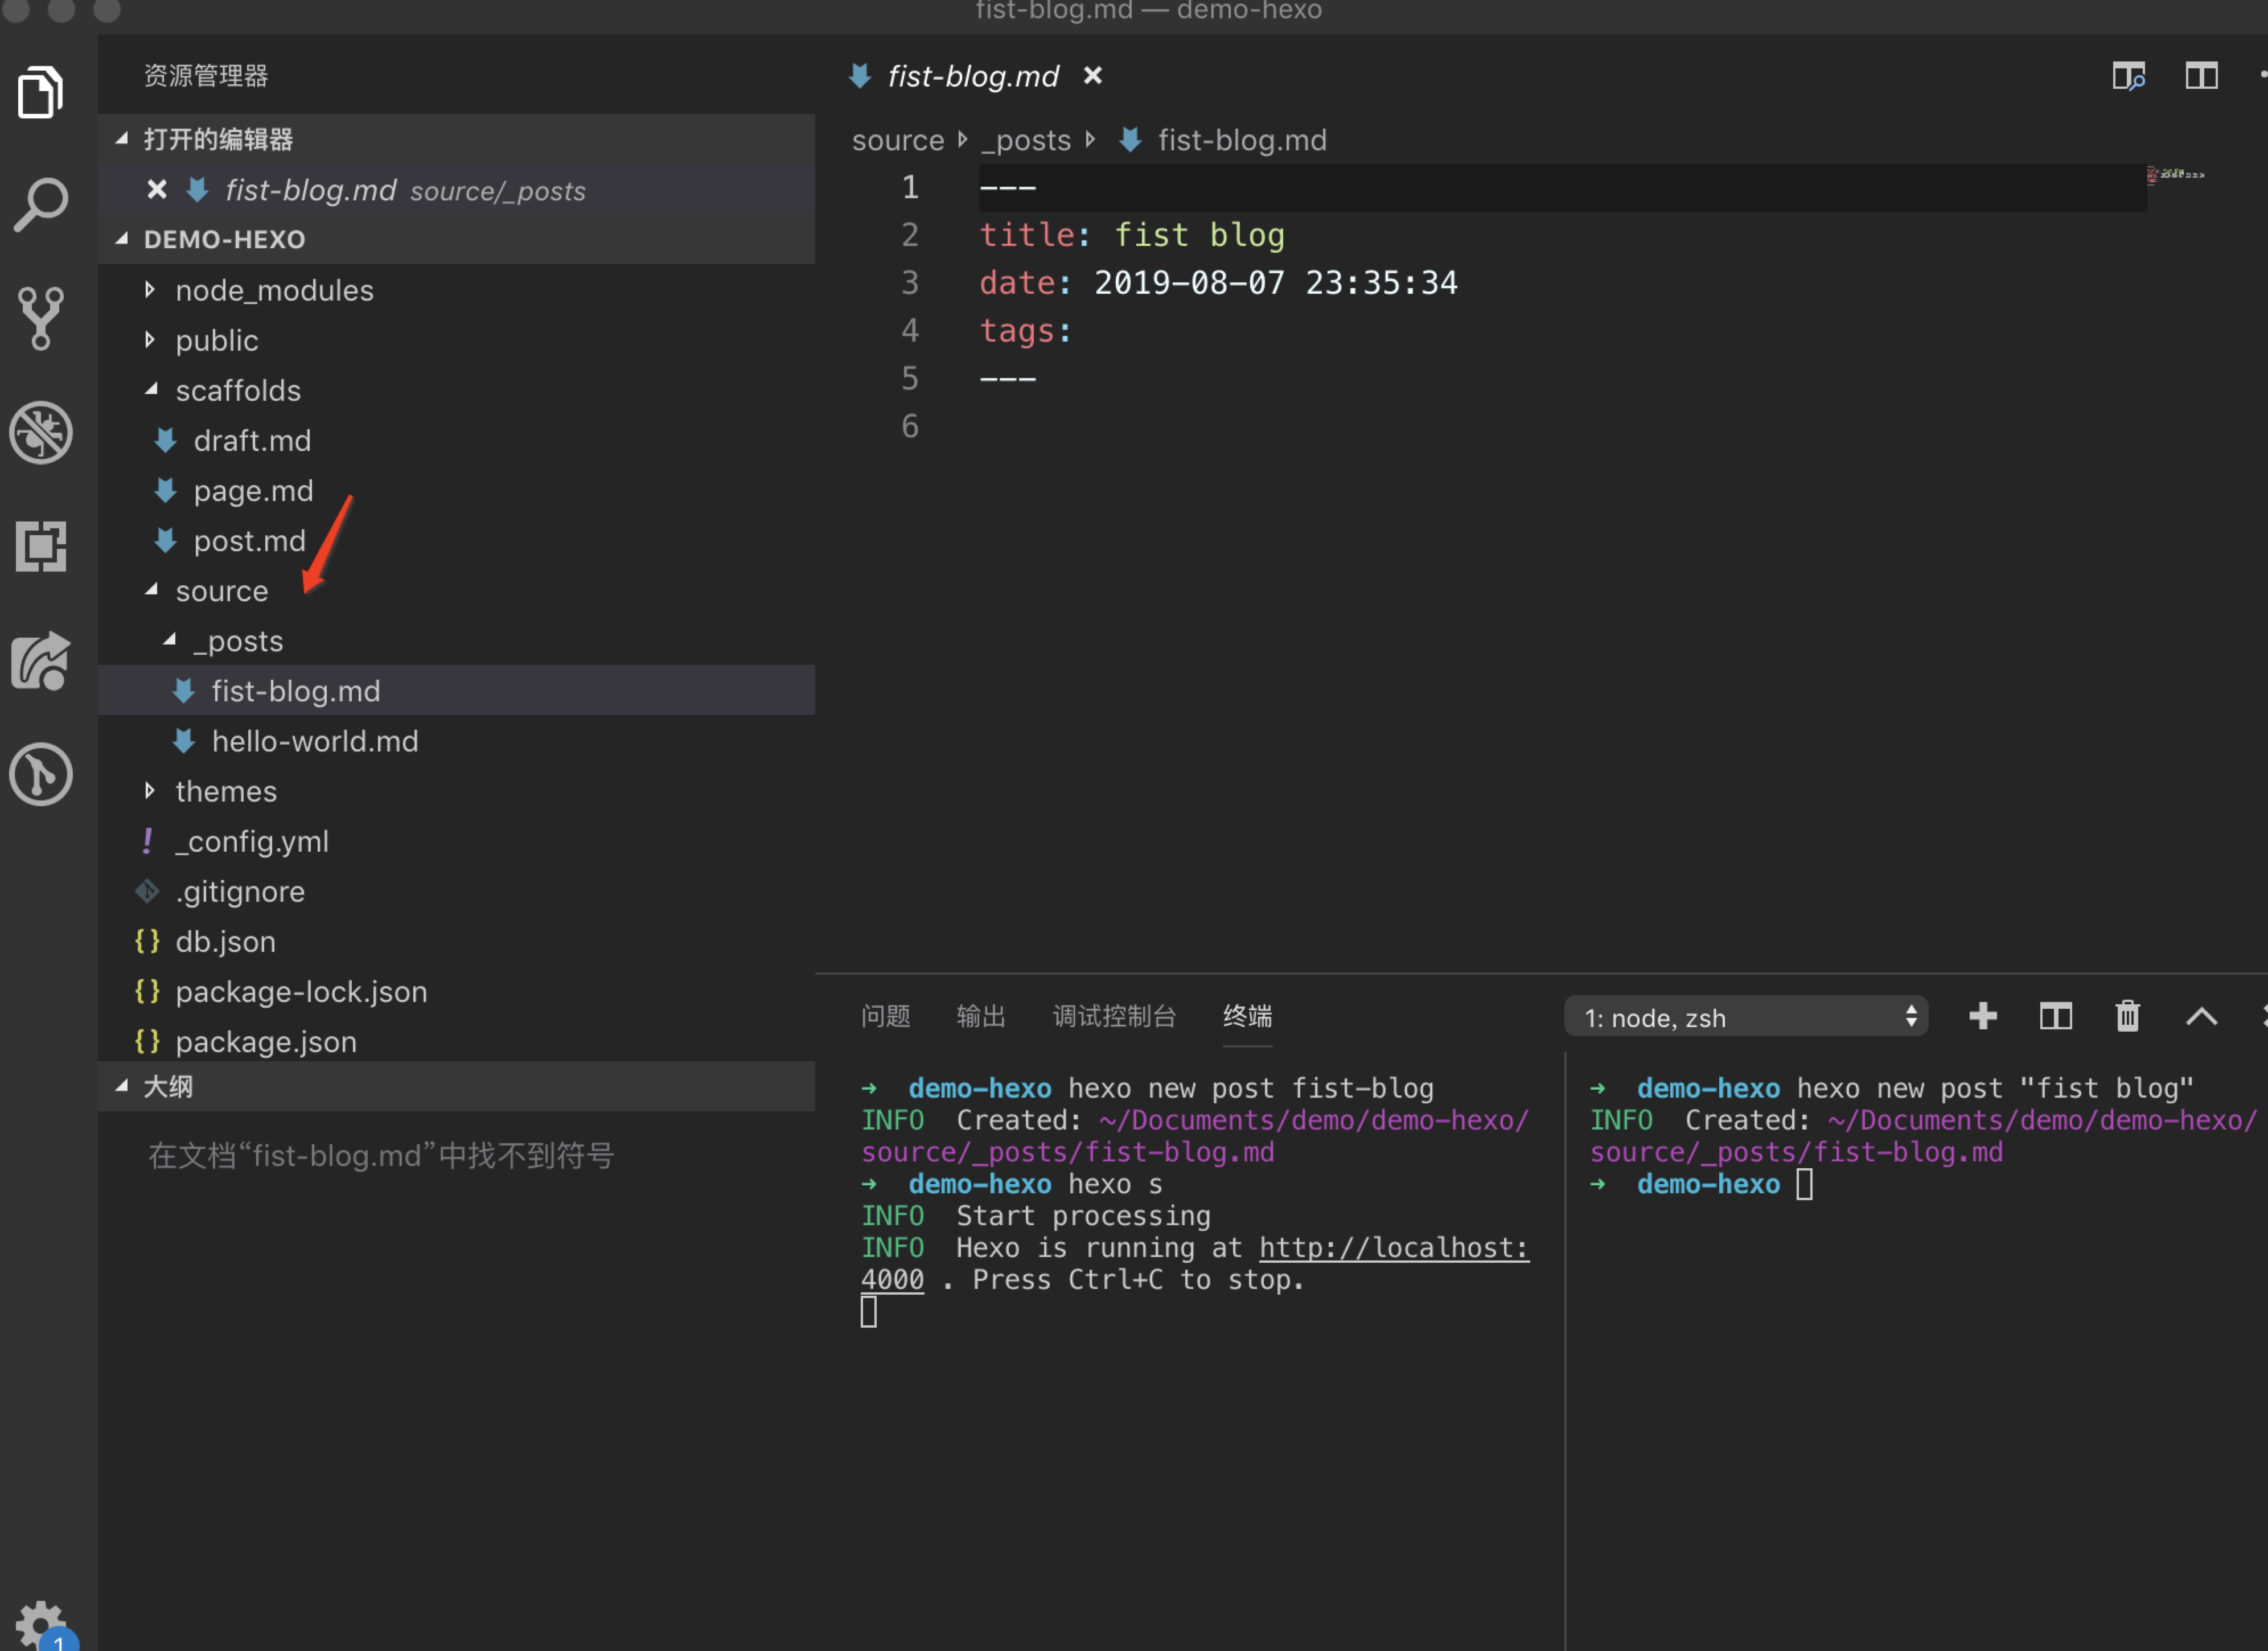 fist-blog.md — demo-hexo
资源管理器
打开的编辑器
fist-blog.md source/_posts
DEMO-HEXO
node_modules
public
scaffolds
draft.md
page.md
post.md
source
_posts
fist-blog.md
hello-world.md
themes
_config.yml
.gitignore
db.json
package-lock.json
package.json
大纲
在文档“fist-blog.md”中找不到符号
1
fist-blog.md
source _posts fist-blog.md
1 ---
2 title: fist blog
3 date: 2019-08-07 23:35:34
4 tags:
5 ---
6
问题 输出 调试控制台 终端
1: node, zsh
→ demo-hexo hexo new post fist-blog
INFO Created: ~/Documents/demo/demo-hexo/
source/_posts/fist-blog.md
→ demo-hexo hexo s
INFO Start processing
INFO Hexo is running at http://localhost:
4000 . Press Ctrl+C to stop.
→ demo-hexo hexo new post "fist blog"
INFO Created: ~/Documents/demo/demo-hexo/
source/_posts/fist-blog.md
→ demo-hexo